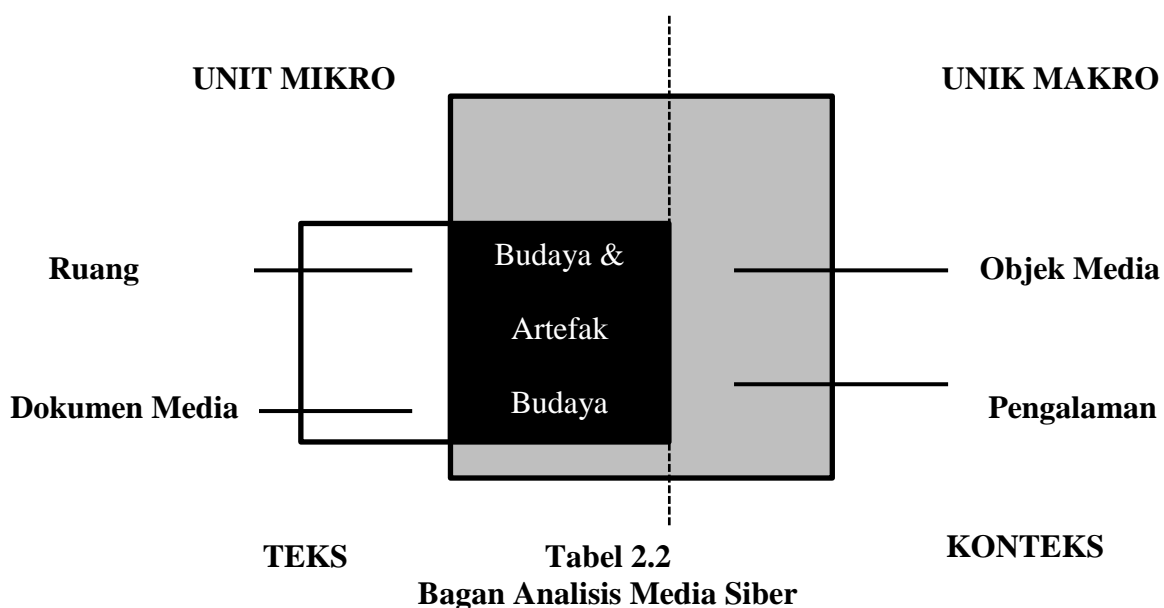 UNIT MIKRO
UNIK MAKRO
Budaya &
Ruang
Objek Media
Artefak
Dokumen Media
Budaya
Pengalaman
TEKS
Tabel 2.2
KONTEKS
Bagan Analisis Media Siber